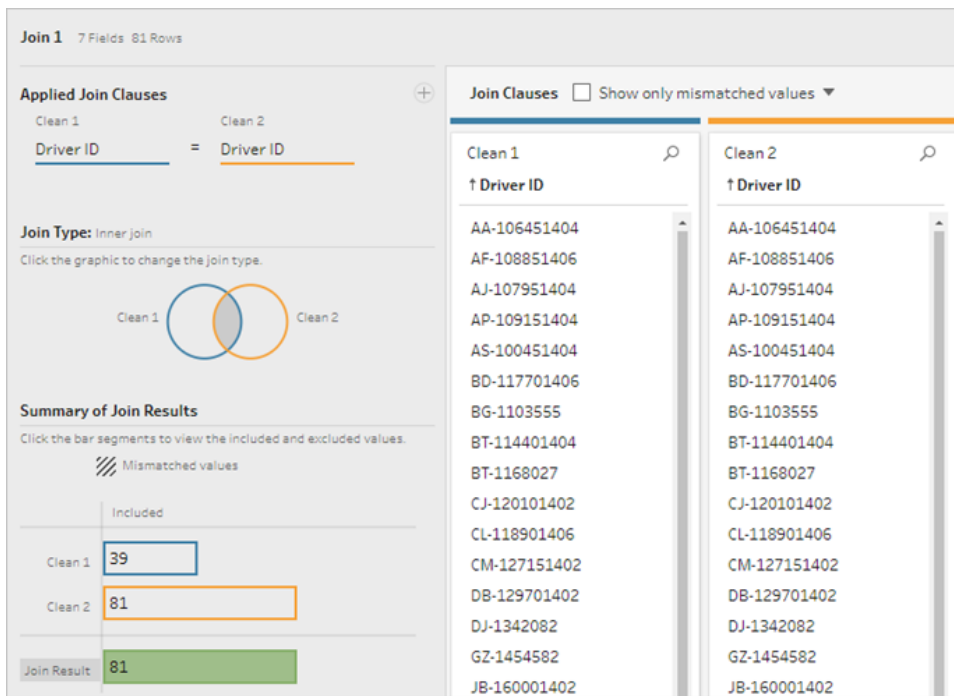 Join 1 7 Fields 81 Rows
Applied Join Clauses
Clean 1 Clean 2
Driver ID = Driver ID
Join Type: Inner join
Click the graphic to change the join type.
Clean 1 Clean 2
Summary of Join Results
Click the bar segments to view the included and excluded values.
Mismatched values
Included
Clean 1 39
Clean 2 81
Join Result 81
Join Clauses Show only mismatched values
Clean 1
Driver ID
AA-106451404
AF-108851406
AJ-107951404
AP-109151404
AS-100451404
BD-117701406
BG-1103555
BT-114401404
BT-1168027
CJ-120101402
CL-118901406
CM-127151402
DB-129701402
DJ-1342082
GZ-1454582
JB-160001402
Clean 2
Driver ID
AA-106451404
AF-108851406
AJ-107951404
AP-109151404
AS-100451404
BD-117701406
BG-1103555
BT-114401404
BT-1168027
CJ-120101402
CL-118901406
CM-127151402
DB-129701402
DJ-1342082
GZ-1454582
JB-160001402